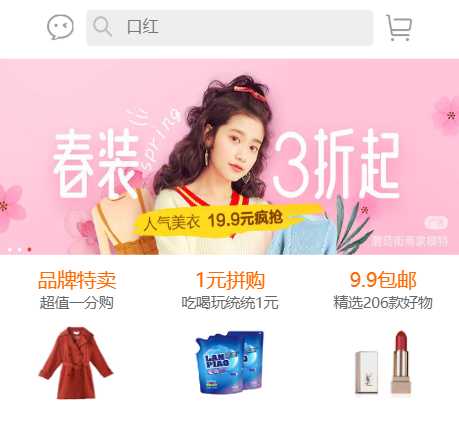 口红
春装 spring 3折起
人气美衣 19.9元疯抢
广告
蘑菇街商家模特
品牌特卖 1元拼购 9.9包邮
超值一分购 吃喝玩统统1元 精选206款好物
LAN
PIAO